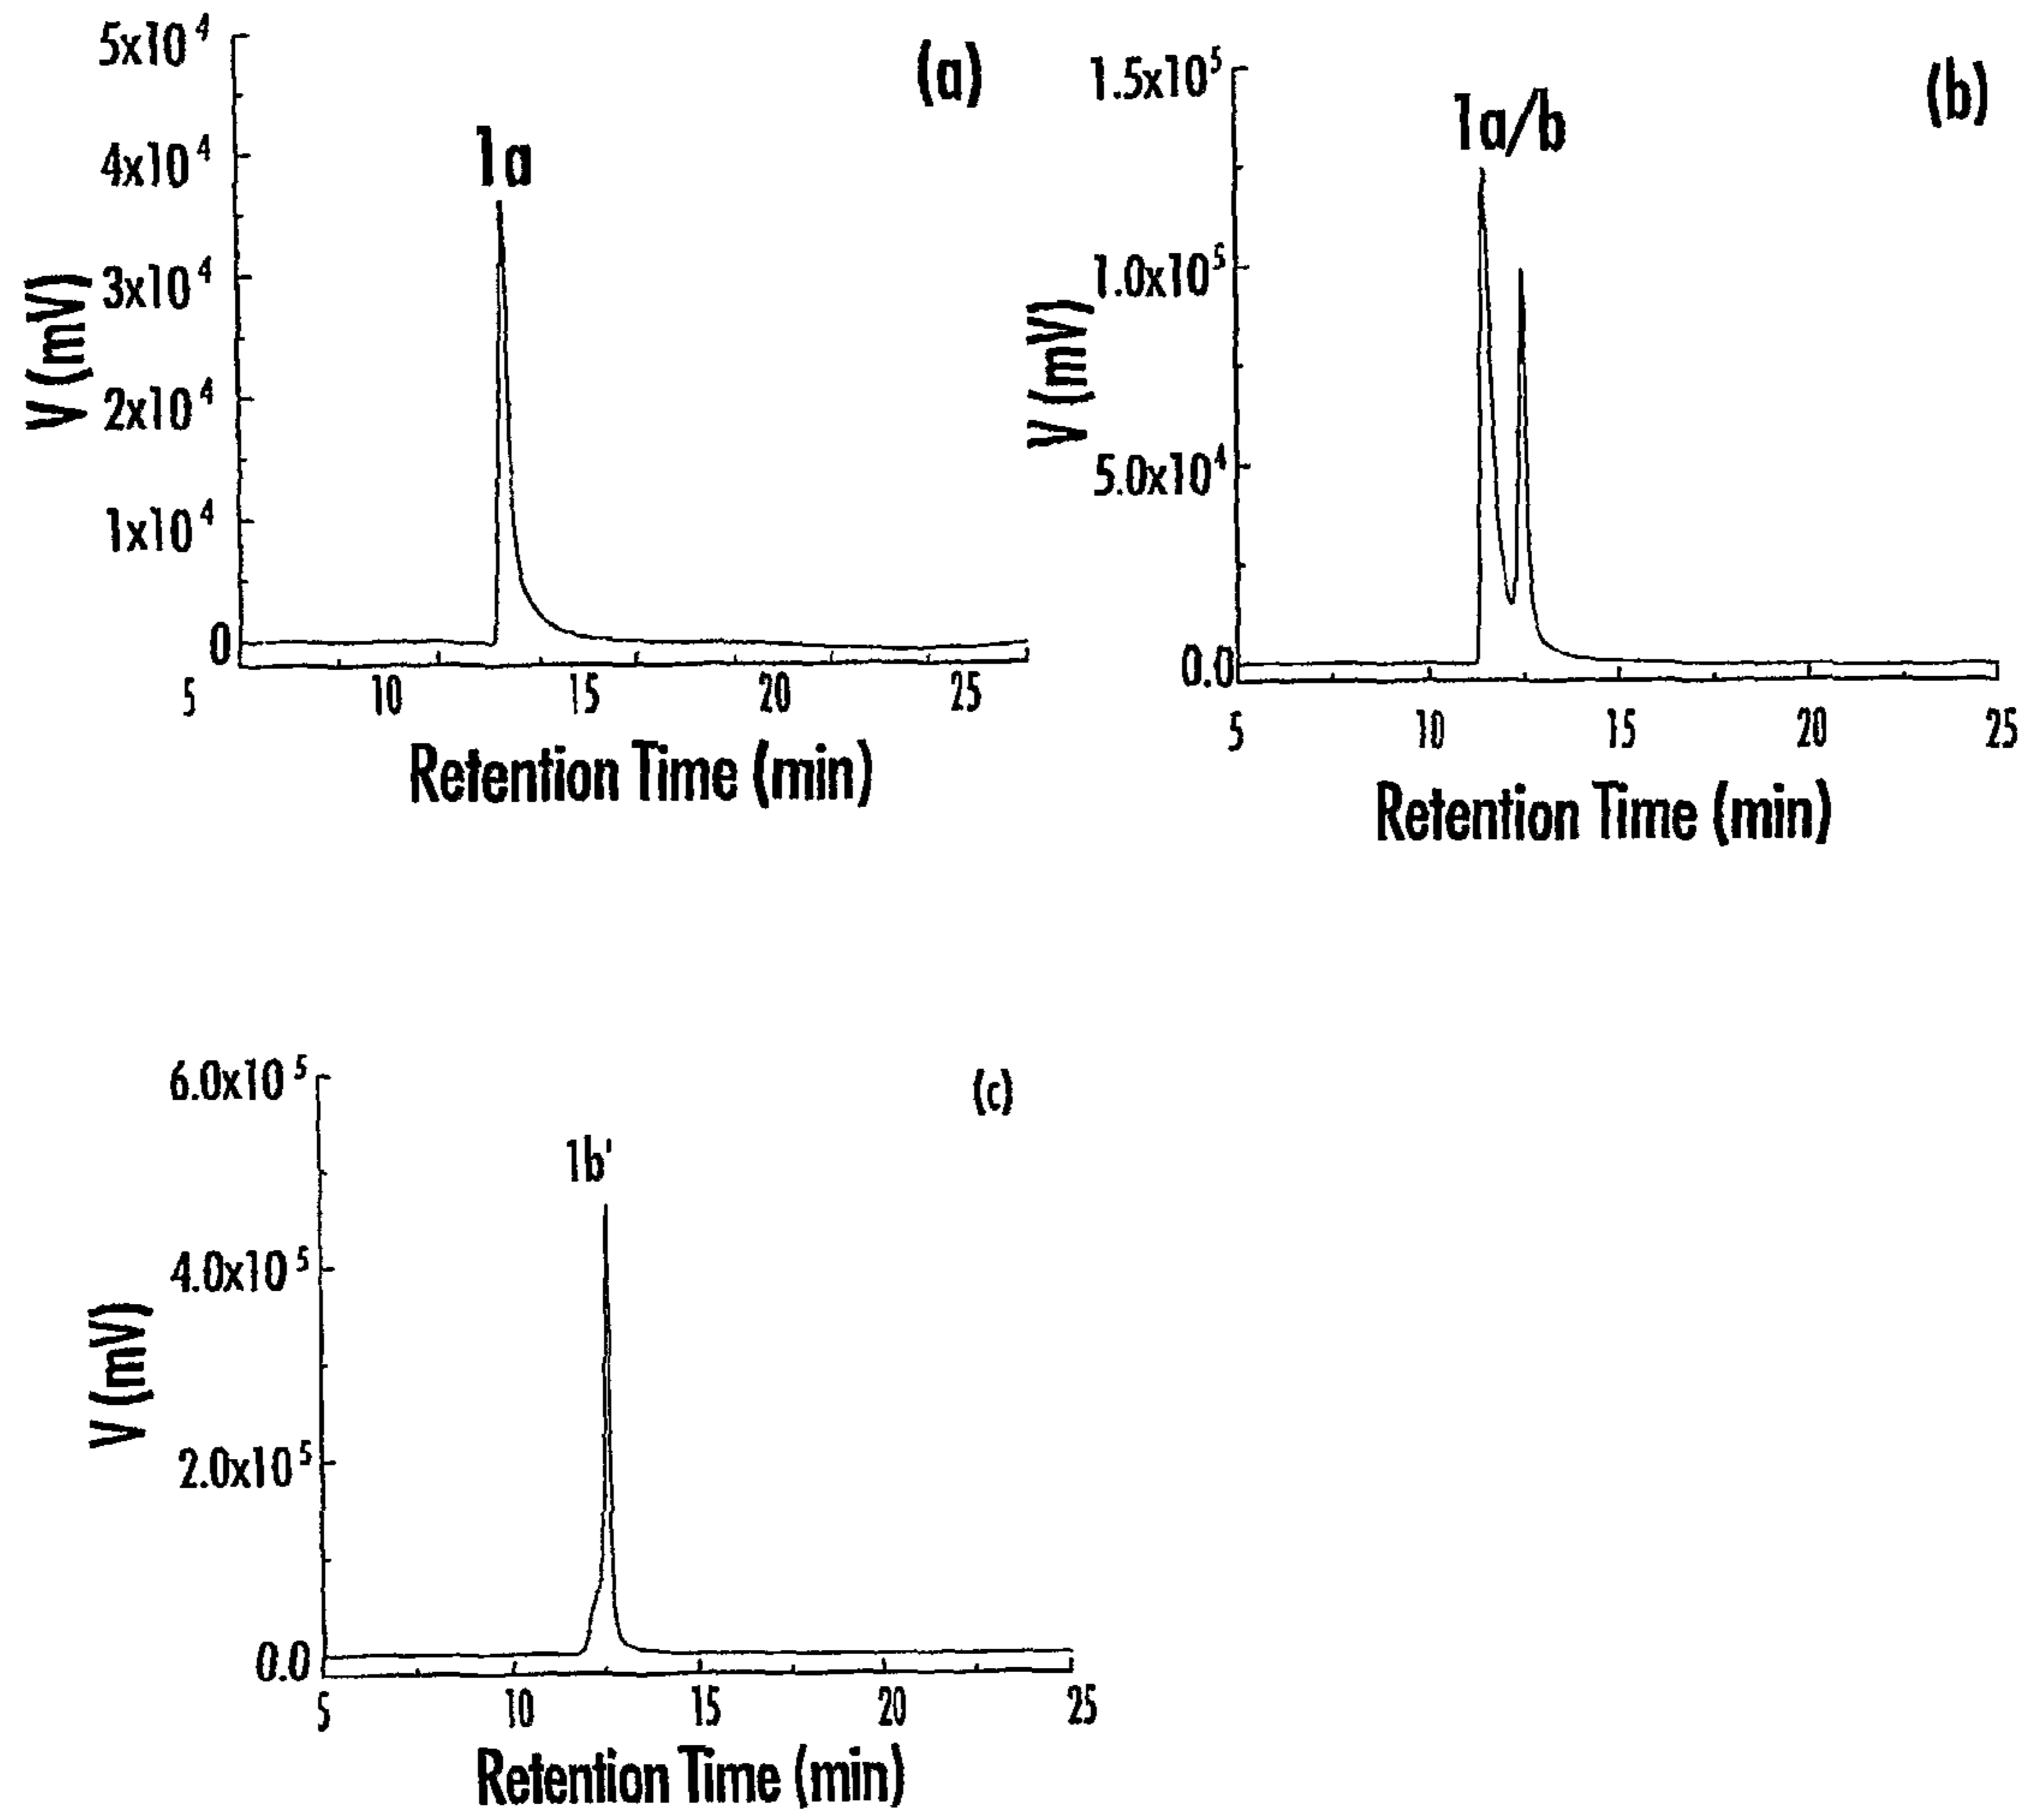 (a)
5x10⁴
4x10⁴
3x10⁴
2x10⁴
1x10⁴
0
V (mV)
1a
5 10 15 20 25
Retention Time (min)
(b)
1.5x10⁵
1.0x10⁵
5.0x10⁴
0.0
V (mV)
1a/b
5 10 15 20 25
Retention Time (min)
(c)
6.0x10⁵
4.0x10⁵
2.0x10⁵
0.0
V (mV)
1b'
5 10 15 20 25
Retention Time (min)